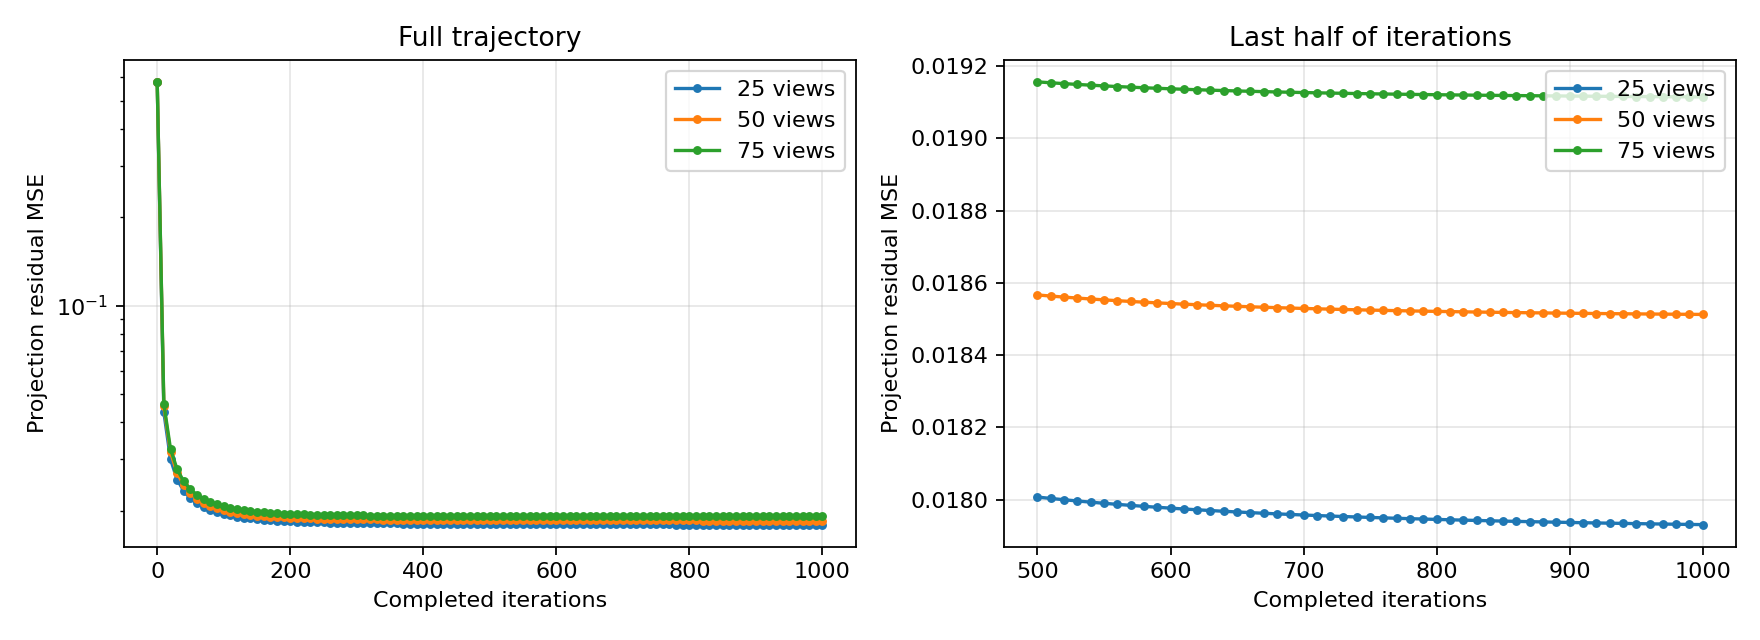 Full trajectory
Projection residual MSE
10⁻¹
25 views
50 views
75 views
0 200 400 600 800 1000
Completed iterations
Last half of iterations
Projection residual MSE
0.0192
0.0190
0.0188
0.0186
0.0184
0.0182
0.0180
25 views
50 views
75 views
500 600 700 800 900 1000
Completed iterations